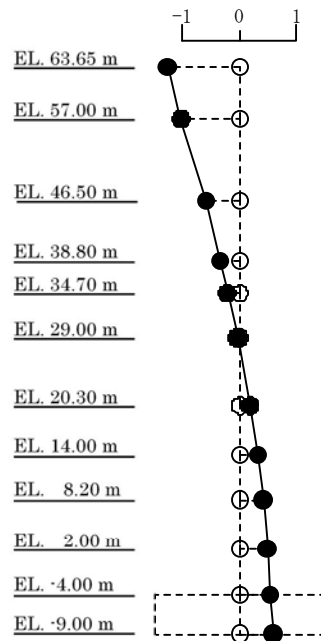 -1 0 1
EL. 63.65 m
EL. 57.00 m
EL. 46.50 m
EL. 38.80 m
EL. 34.70 m
EL. 29.00 m
EL. 20.30 m
EL. 14.00 m
EL. 8.20 m
EL. 2.00 m
EL. -4.00 m
EL. -9.00 m